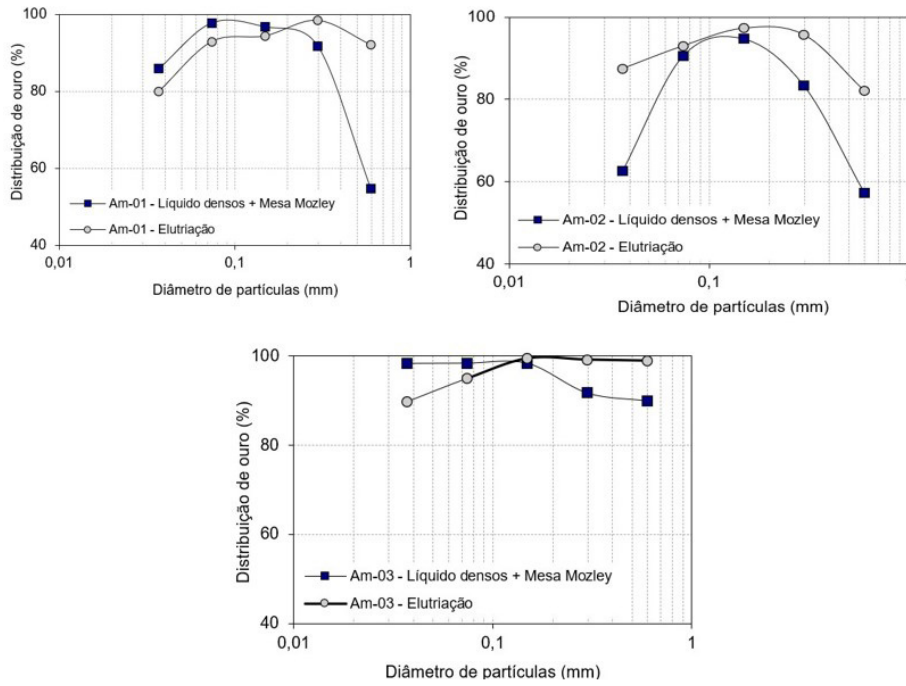 Distribuição de ouro (%)
100
80
60
40
Am-01 - Líquido densos + Mesa Mozley
Am-01 - Elutriação
0,01
0,1
1
Diâmetro de partículas (mm)
Distribuição de ouro (%)
100
80
60
40
Am-02 - Líquido densos + Mesa Mozley
Am-02 - Elutriação
0,01
0,1
Diâmetro de partículas (mm)
Distribuição de ouro (%)
100
80
60
40
Am-03 - Líquido densos + Mesa Mozley
Am-03 - Elutriação
0,01
0,1
1
Diâmetro de partículas (mm)